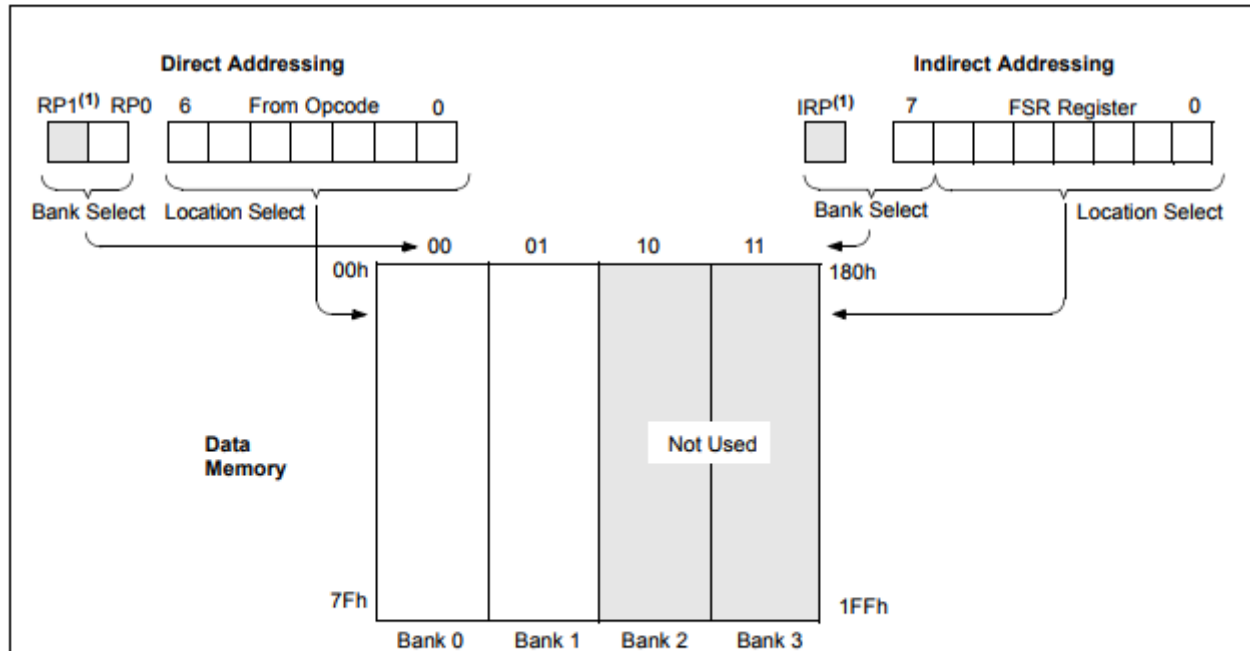 Direct Addressing Indirect Addressing
RP1(1) RP0 6 From Opcode 0 IRP(1) 7 FSR Register 0
Bank Select Location Select Bank Select Location Select
00 01 10 11
00h 180h
Data
Memory
Not Used
7Fh 1FFh
Bank 0 Bank 1 Bank 2 Bank 3